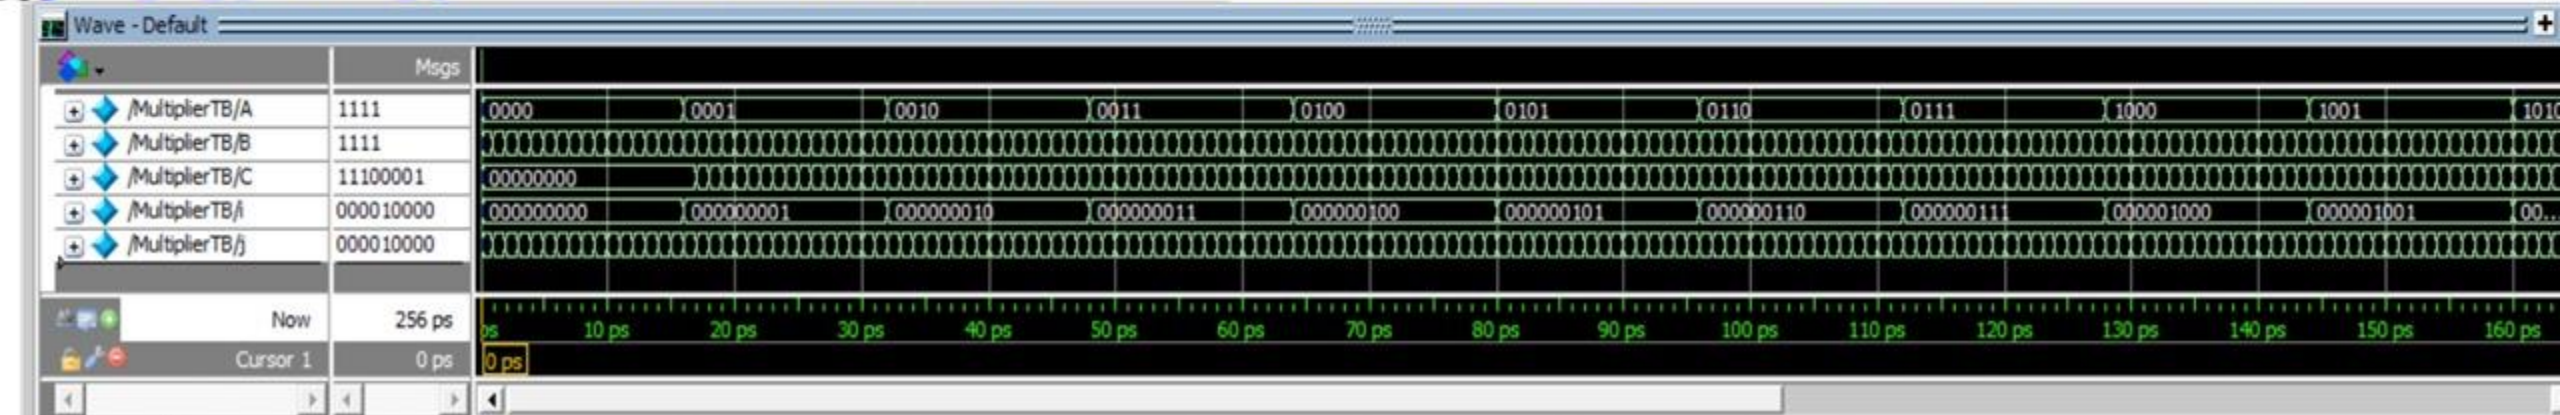 Wave - Default
Msgs
/MultiplierTB/A 1111 0000 0001 0010 0011 0100 0101 0110 0111 1000 1001 1010
/MultiplierTB/B 1111
/MultiplierTB/C 11100001 00000000
/MultiplierTB/i 000010000 000000000 000000001 000000010 000000011 000000100 000000101 000000110 000000111 000001000 000001001 00...
/MultiplierTB/j 000010000
Now 256 ps ps 10 ps 20 ps 30 ps 40 ps 50 ps 60 ps 70 ps 80 ps 90 ps 100 ps 110 ps 120 ps 130 ps 140 ps 150 ps 160 ps
Cursor 1 0 ps 0 ps